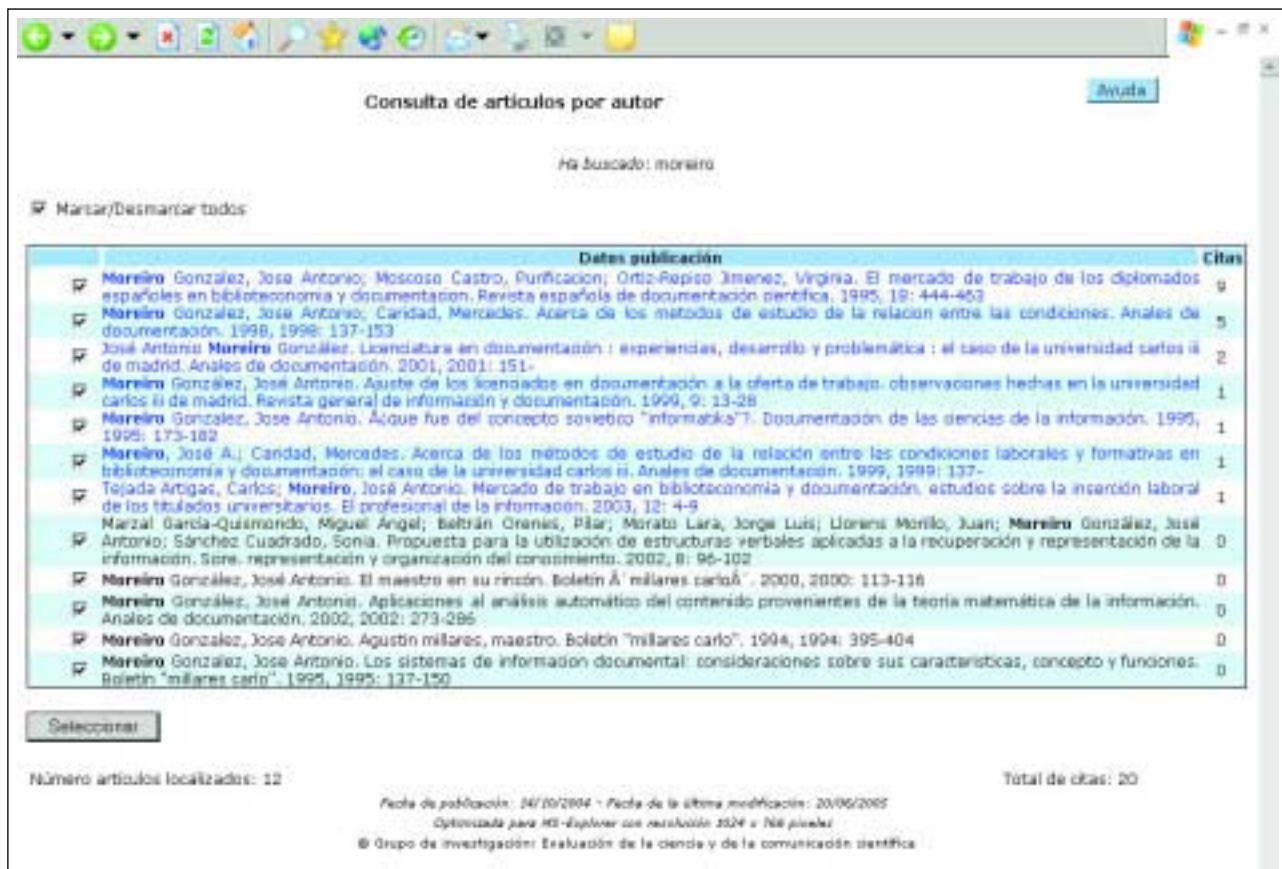 Consulta de artículos por autor
Ayuda
Ha buscado: moreiro
Marcar/Desmarcar todos
Datos publicación Citas
Moreiro Gonzalez, Jose Antonio; Moscoso Castro, Purificacion; Ortiz-Repiso Jimenez, Virginia. El mercado de trabajo de los diplomados 9
españoles en biblioteconomia y documentacion. Revista española de documentación científica. 1995, 18: 444-463
Moreiro Gonzalez, Jose Antonio; Caridad, Mercedes. Acerca de los metodos de estudio de la relacion entre las condiciones. Anales de 5
documentación. 1998, 1998: 137-153
José Antonio Moreiro González. Licenciatura en documentación : experiencias, desarrollo y problemática : el caso de la universidad carlos iii 2
de madrid. Anales de documentación. 2001, 2001: 151-
Moreiro González, José Antonio. Ajuste de los licenciados en documentación a la oferta de trabajo. observaciones hechas en la universidad 1
carlos iii de madrid. Revista general de información y documentación. 1999, 9: 13-28
Moreiro Gonzalez, Jose Antonio. Âcque fue del concepto sovietico "informatika"?. Documentación de las ciencias de la información. 1995, 1
1995: 173-182
Moreiro, José A.; Caridad, Mercedes. Acerca de los métodos de estudio de la relación entre las condiciones laborales y formativas en 1
biblioteconomía y documentación: el caso de la universidad carlos iii. Anales de documentación. 1999, 1999: 137-
Tejada Artigas, Carlos; Moreiro, José Antonio. Mercado de trabajo en biblioteconomía y documentación. estudios sobre la inserción laboral 1
de los titulados universitarios. El profesional de la información. 2003, 12: 4-9
Marzal García-Quismondo, Miguel Ángel; Beltrán Orenes, Pilar; Morato Lara, Jorge Luis; Llorens Morillo, Juan; Moreiro González, José
Antonio; Sánchez Cuadrado, Sonia. Propuesta para la utilización de estructuras verbales aplicadas a la recuperación y representación de la 0
información. Scire. representación y organización del conocimiento. 2002, 8: 96-102
Moreiro González, José Antonio. El maestro en su rincón. Boletín Â´millares carloÂ´. 2000, 2000: 113-116 0
Moreiro González, José Antonio. Aplicaciones al análisis automático del contenido provenientes de la teoría matemática de la información. 0
Anales de documentación. 2002, 2002: 273-286
Moreiro Gonzalez, Jose Antonio. Agustin millares, maestro. Boletín "millares carlo". 1994, 1994: 395-404 0
Moreiro Gonzalez, Jose Antonio. Los sistemas de informacion documental: consideraciones sobre sus caracteristicas, concepto y funciones. 0
Boletín "millares carlo". 1995, 1995: 137-150
Seleccionar
Número artículos localizados: 12 Total de citas: 20
Fecha de publicación: 14/10/2004 - Fecha de la última modificación: 20/06/2005
Optimizada para MS-Explorer con resolución 1024 x 768 píxeles
© Grupo de investigación: Evaluación de la ciencia y de la comunicación científica